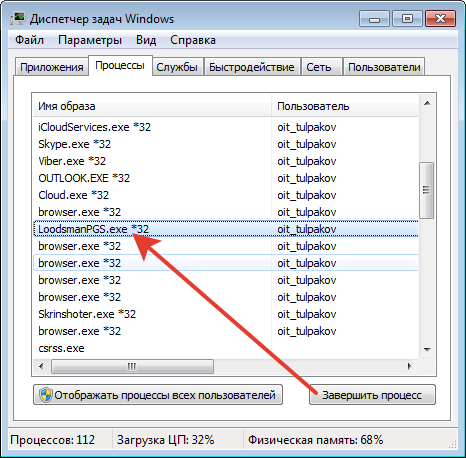 Диспетчер задач Windows
Файл Параметры Вид Справка
Приложения Процессы Службы Быстродействие Сеть Пользователи
Имя образа Пользователь
iCloudServices.exe *32 oit_tulpakov
Skype.exe *32 oit_tulpakov
Viber.exe *32 oit_tulpakov
OUTLOOK.EXE *32 oit_tulpakov
Cloud.exe *32 oit_tulpakov
browser.exe *32 oit_tulpakov
LoodsmanPGS.exe *32 oit_tulpakov
browser.exe *32 oit_tulpakov
browser.exe *32 oit_tulpakov
browser.exe *32 oit_tulpakov
browser.exe *32 oit_tulpakov
Skrinshoter.exe *32 oit_tulpakov
browser.exe *32 oit_tulpakov
csrss.exe
Отображать процессы всех пользователей Завершить процесс
Процессов: 112 Загрузка ЦП: 32% Физическая память: 68%